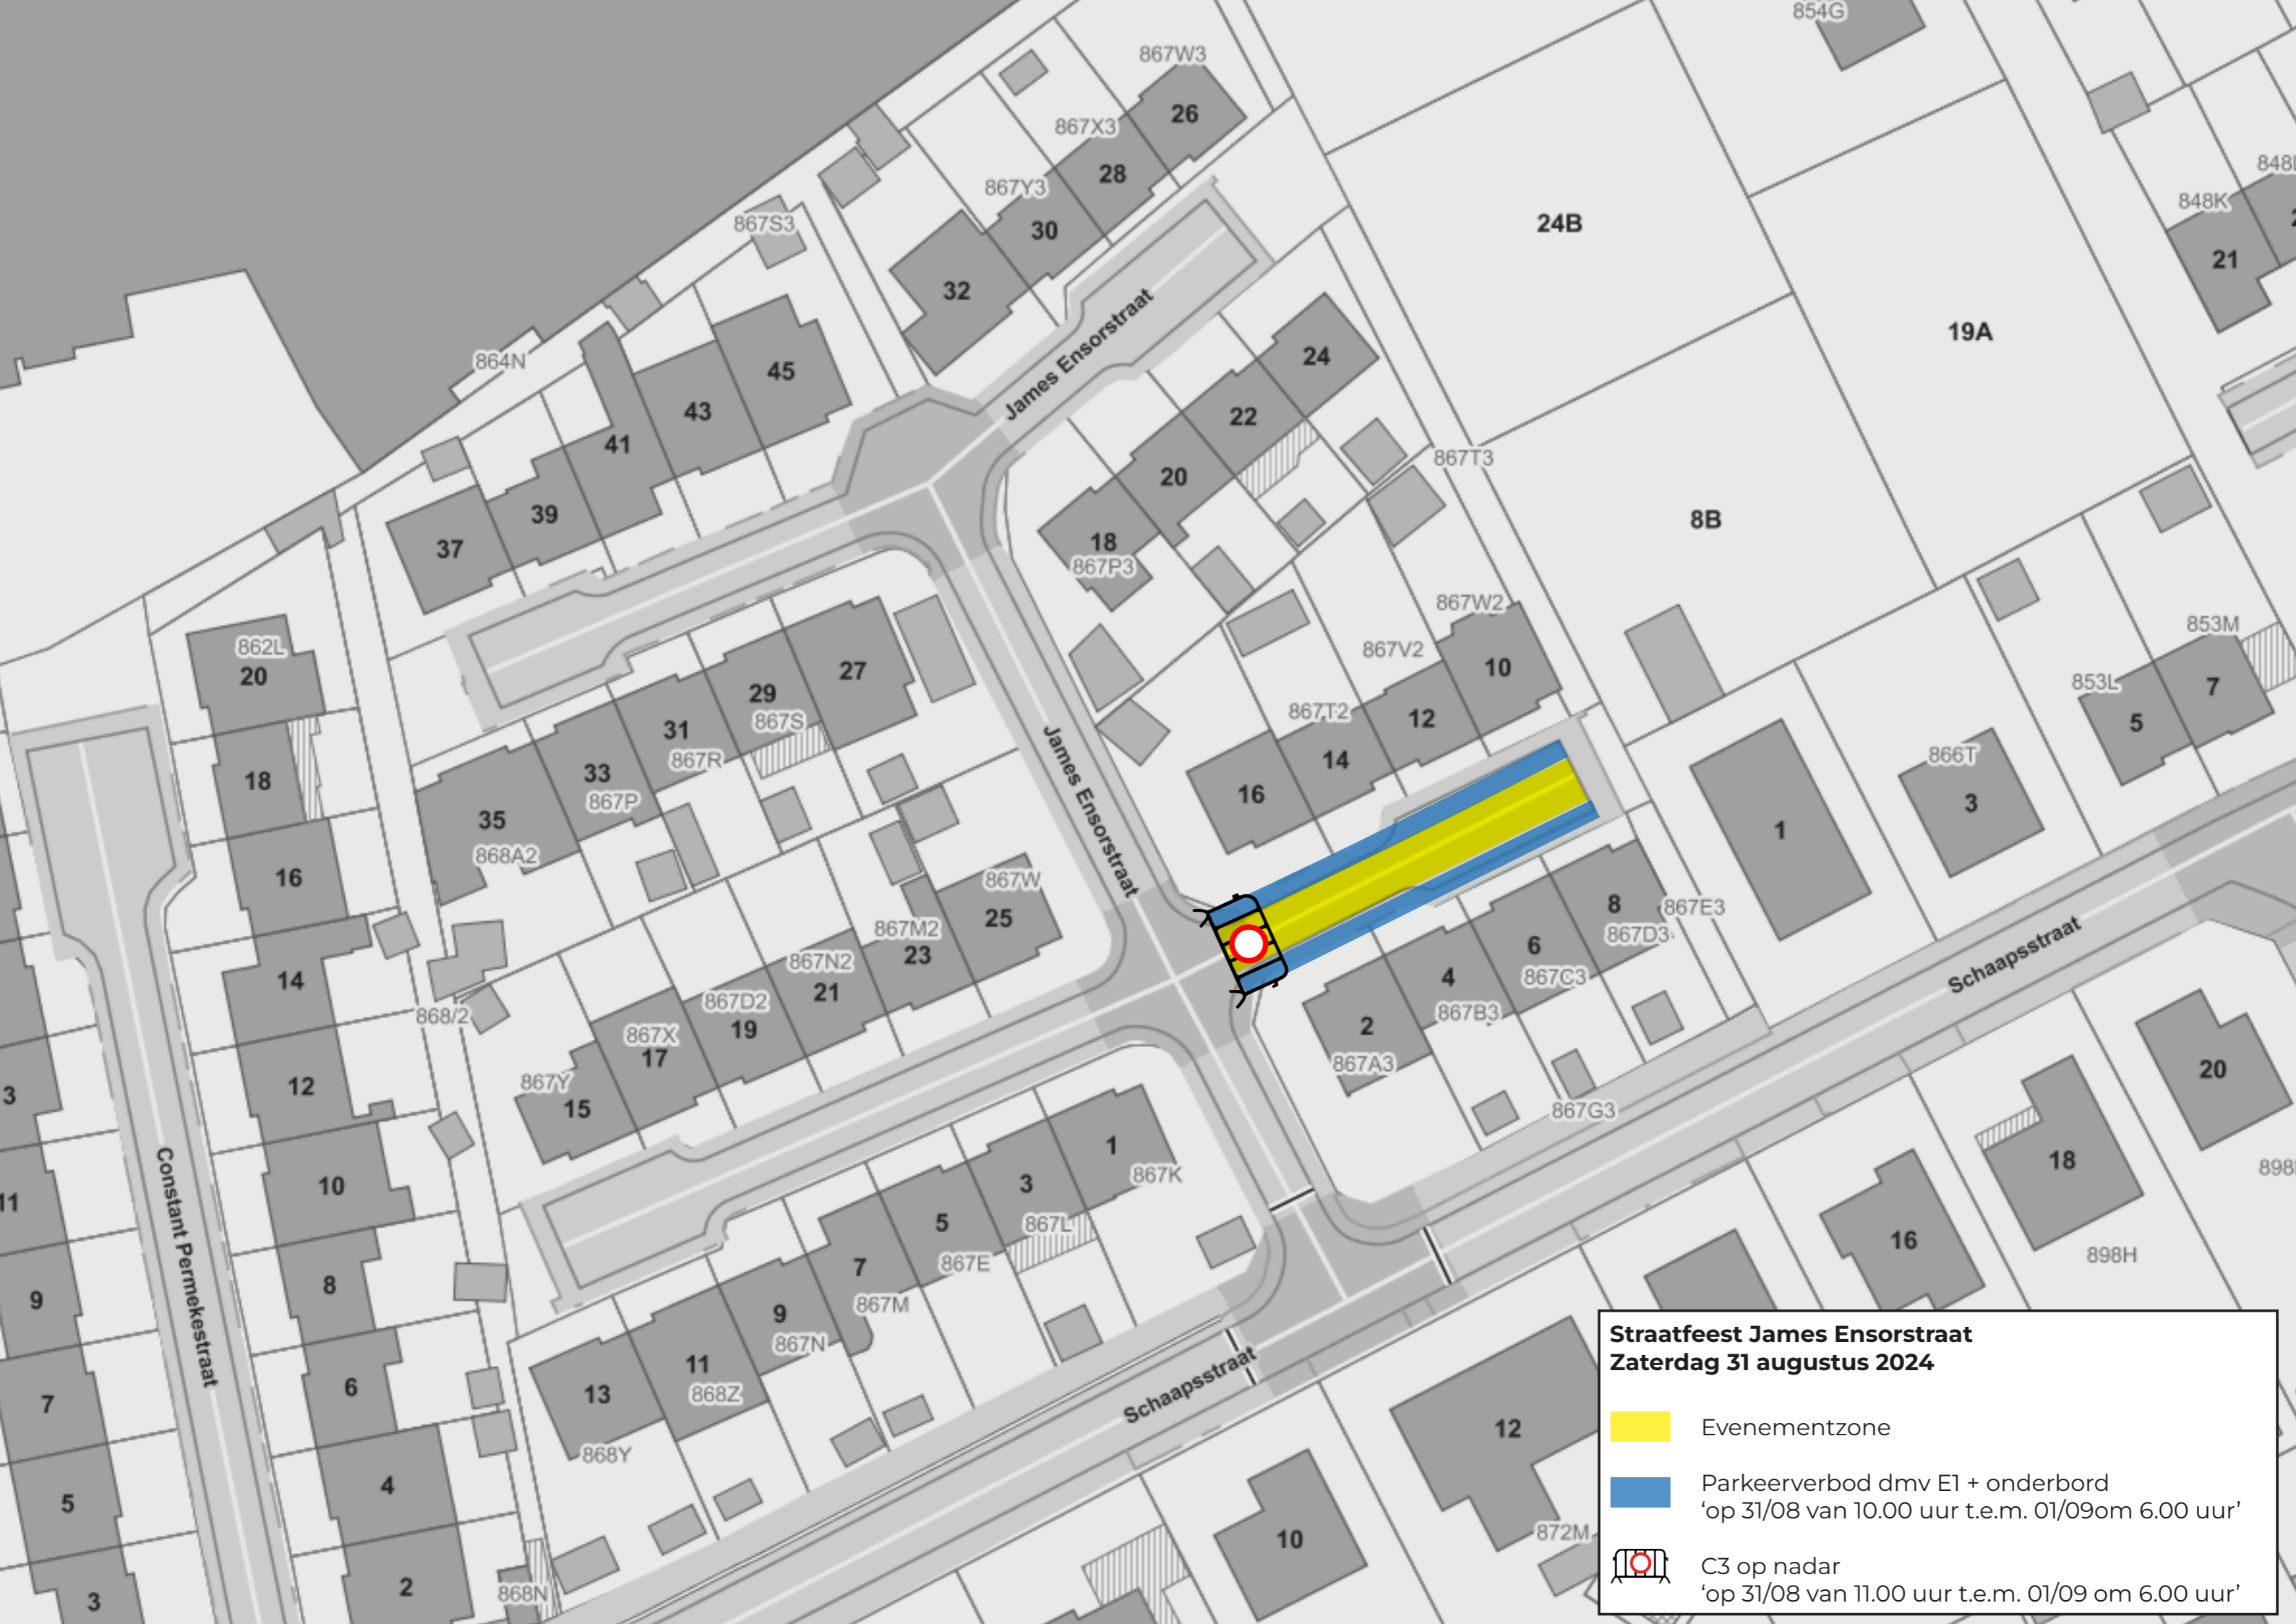 854G
867W3
26
867X3
28
848K
867Y3
867S3
30
24B
21
32
19A
James Ensorstraat
864N
24
45
43
22
41
867T3
20
39
8B
37
18
867P3
867W2
853M
862L
20
867V2
10
27
853L
7
29
867T2
12
867S
5
31
867R
14
866T
33
867P
18
16
3
James Ensorstraat
35
1
868A2
16
867W
8
867E3
25
867M2
867D3
23
6
867N2
4
867C3
Schaapsstraat
14
21
867D2
867B3
868/2
19
2
867X
17
867A3
20
867Y
12
3
15
867G3
1
18
867K
10
3
11
5
867L
16
867E
898H
7
8
9
867M
9
867N
Constant Permekestraat
11
Schaapsstraat
868Z
6
13
7
12
868Y
4
5
10
872M
2
868N
3
Straatfeest James Ensorstraat
Zaterdag 31 augustus 2024
Evenementzone
Parkeerverbod dmv E1 + onderbord
‘op 31/08 van 10.00 uur t.e.m. 01/09om 6.00 uur’
C3 op nadar
‘op 31/08 van 11.00 uur t.e.m. 01/09 om 6.00 uur’